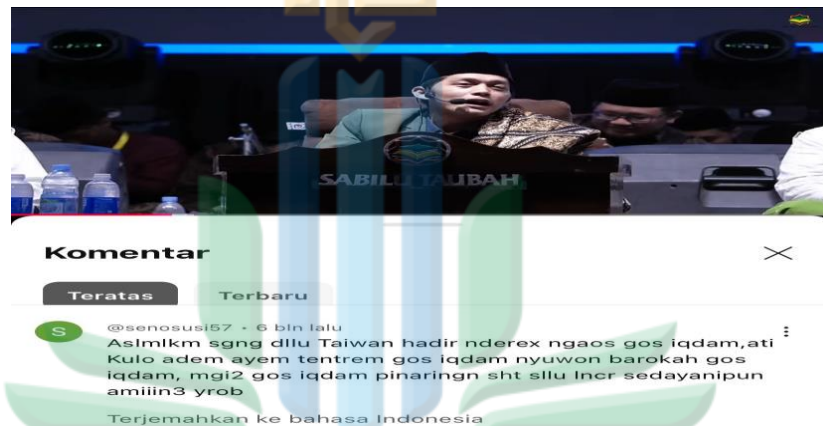 SABILU TAUBAH
Komentar
Teratas
Terbaru
S
@senosusi57 • 6 bln lalu
Aslmlkm sgng dllu Taiwan hadir nderex ngaos gos iqdam,ati
Kulo adem ayem tentrem gos iqdam nyuwon barokah gos
iqdam, mgi2 gos iqdam pinaringn sht sllu lncr sedayanipun
amiiin3 yrob
Terjemahkan ke bahasa Indonesia